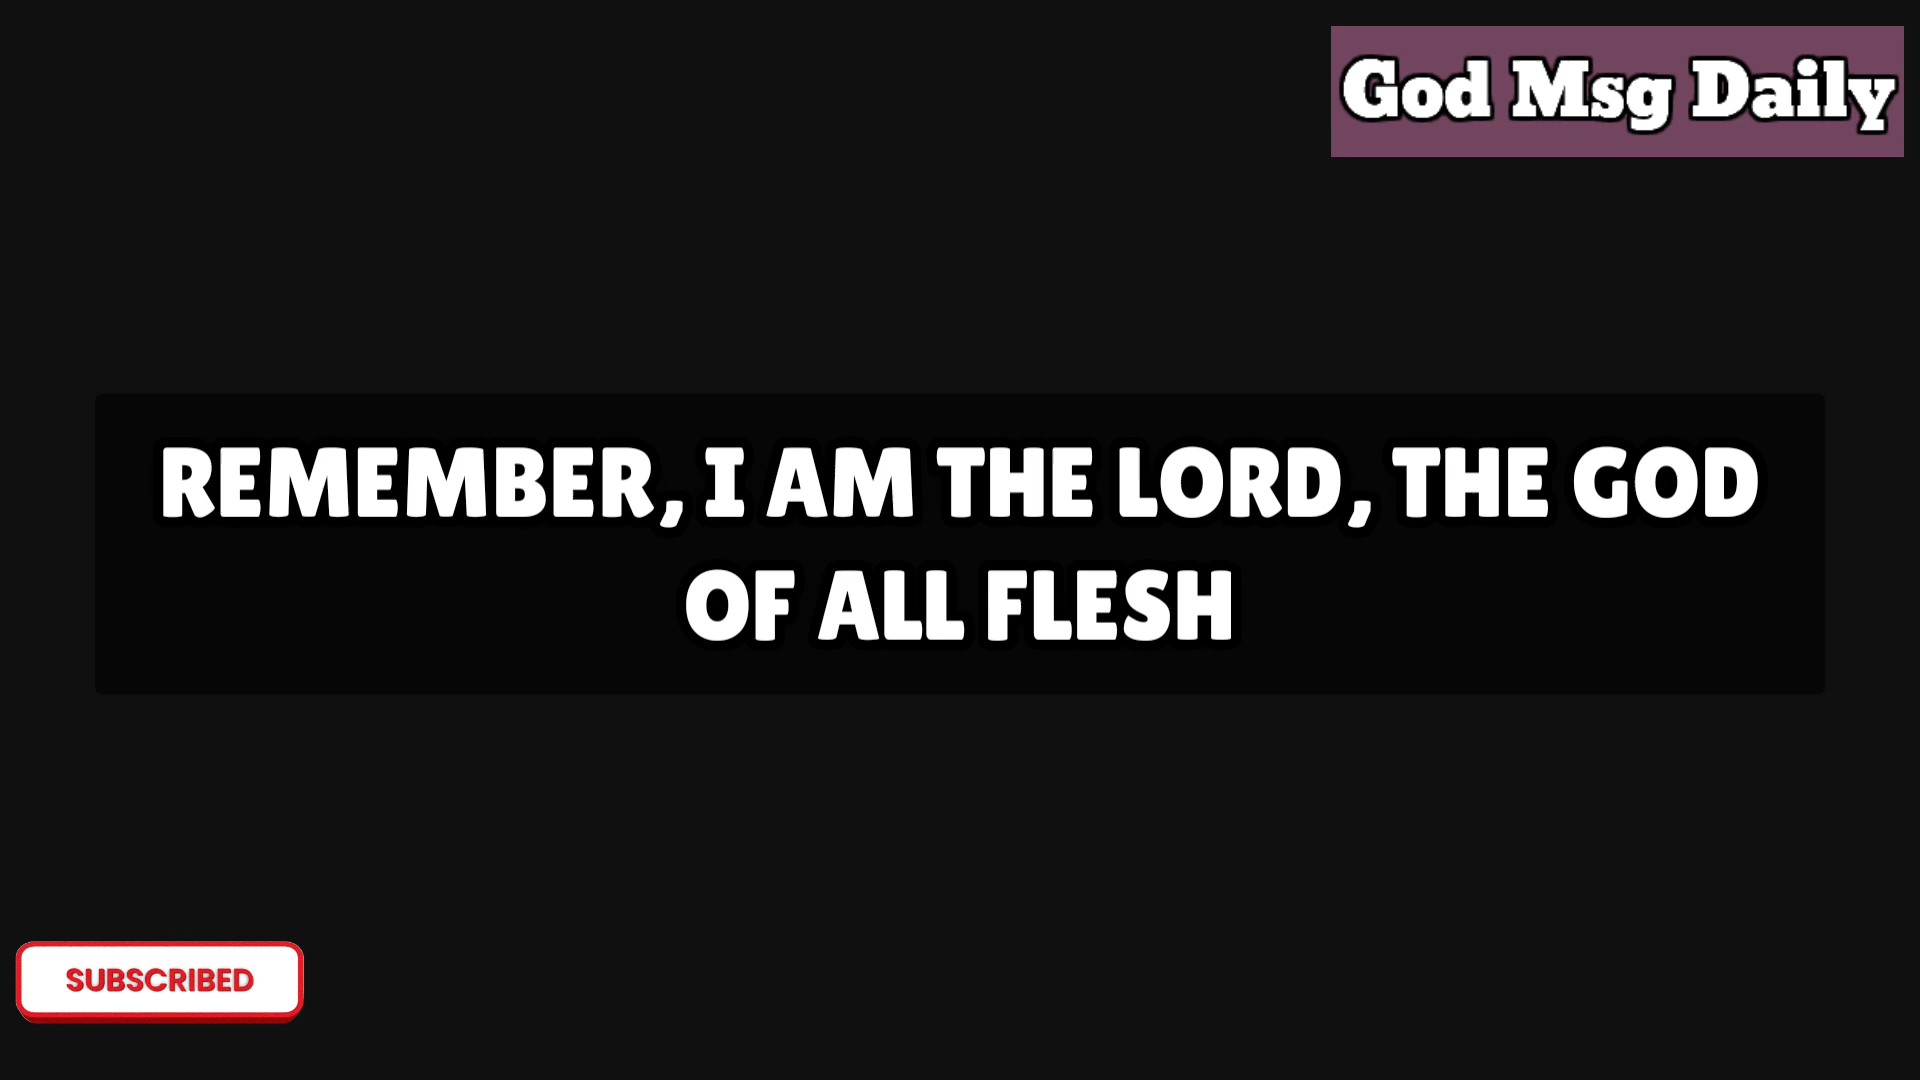 God Msg Daily
REMEMBER, I AM THE LORD, THE GOD
OF ALL FLESH
SUBSCRIBED